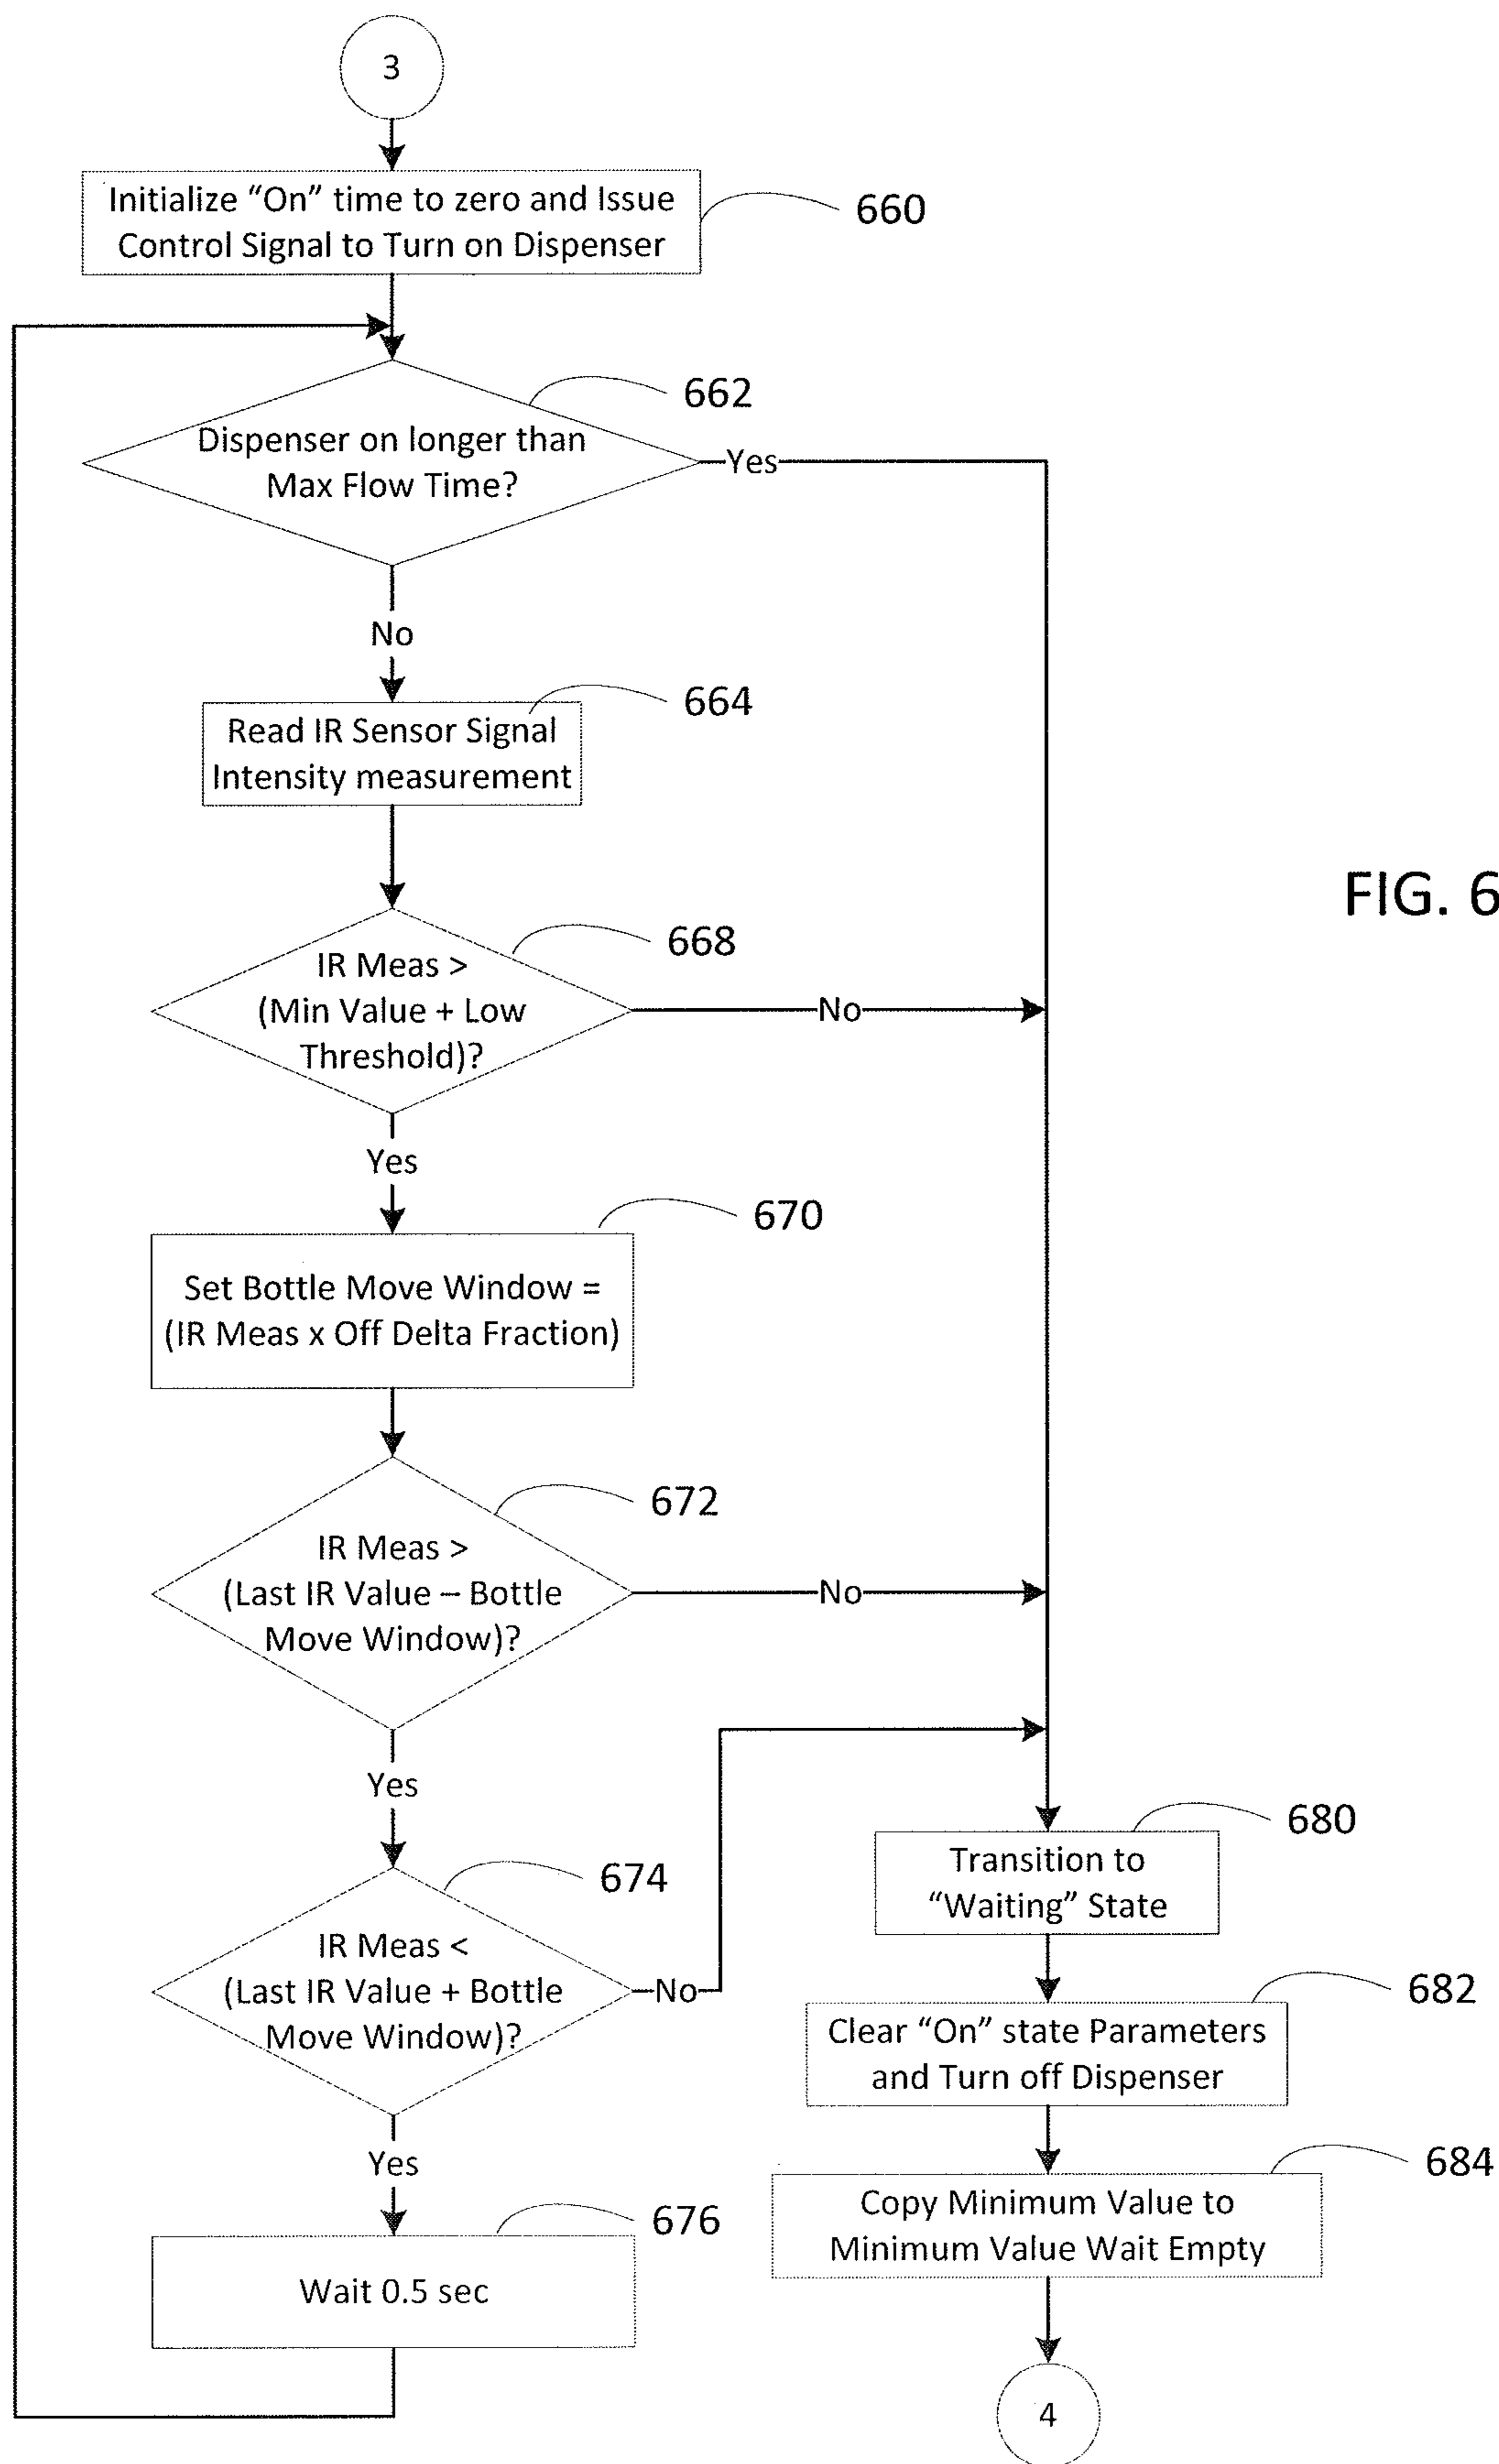 3
Initialize “On” time to zero and Issue
Control Signal to Turn on Dispenser
660
662
Dispenser on longer than
Max Flow Time?
Yes
No
664
Read IR Sensor Signal
Intensity measurement
FIG. 6
668
IR Meas >
(Min Value + Low
Threshold)?
No
Yes
670
Set Bottle Move Window =
(IR Meas x Off Delta Fraction)
672
IR Meas >
(Last IR Value – Bottle
Move Window)?
No
Yes
674
IR Meas <
(Last IR Value + Bottle
Move Window)?
No
Yes
676
Wait 0.5 sec
680
Transition to
“Waiting” State
682
Clear “On” state Parameters
and Turn off Dispenser
684
Copy Minimum Value to
Minimum Value Wait Empty
4